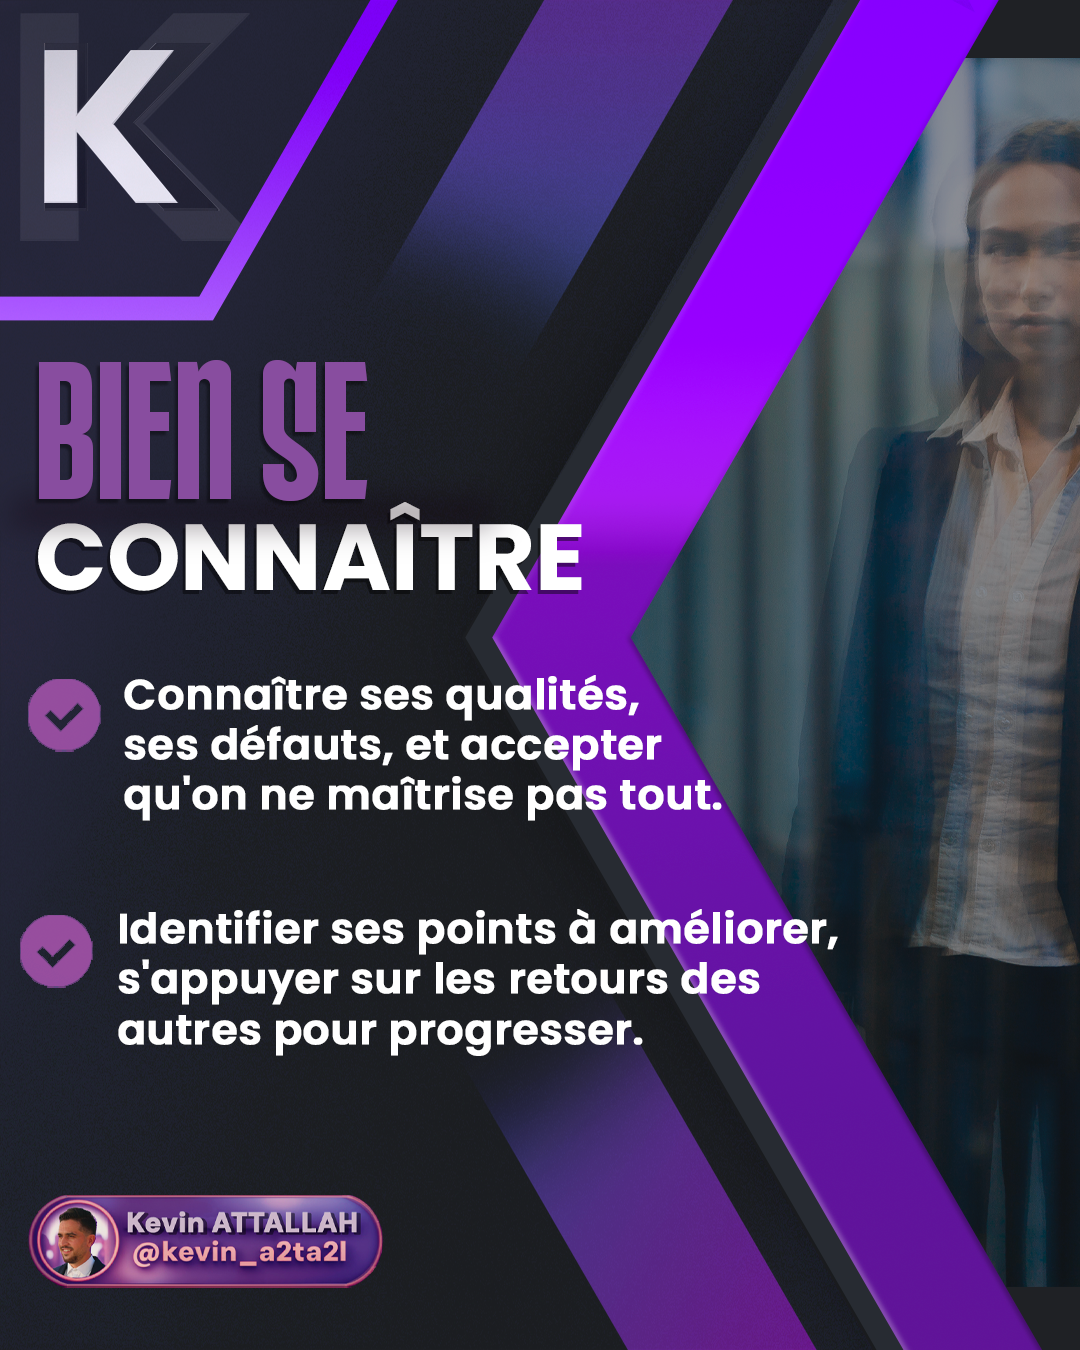 K
BIEN SE
CONNAÎTRE
Connaître ses qualités,
ses défauts, et accepter
qu'on ne maîtrise pas tout.
Identifier ses points à améliorer,
s'appuyer sur les retours des
autres pour progresser.
Kevin ATTALLAH
@kevin_a2ta2l